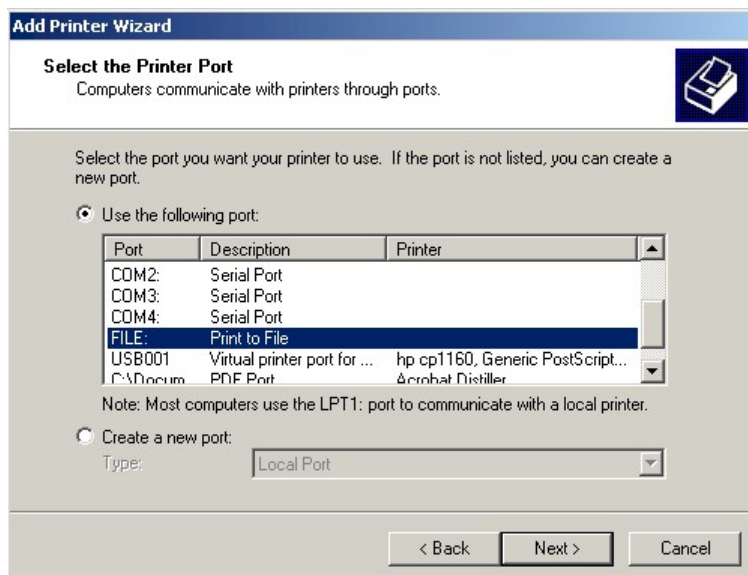 Add Printer Wizard
Select the Printer Port
Computers communicate with printers through ports.
Select the port you want your printer to use. If the port is not listed, you can create a
new port.
Use the following port:
Port Description Printer
COM2: Serial Port
COM3: Serial Port
COM4: Serial Port
FILE: Print to File
USB001 Virtual printer port for ... hp cp1160, Generic PostScript...
C:\Docum PDF Port Acrobat Distiller
Note: Most computers use the LPT1: port to communicate with a local printer.
Create a new port:
Type: Local Port
< Back Next > Cancel